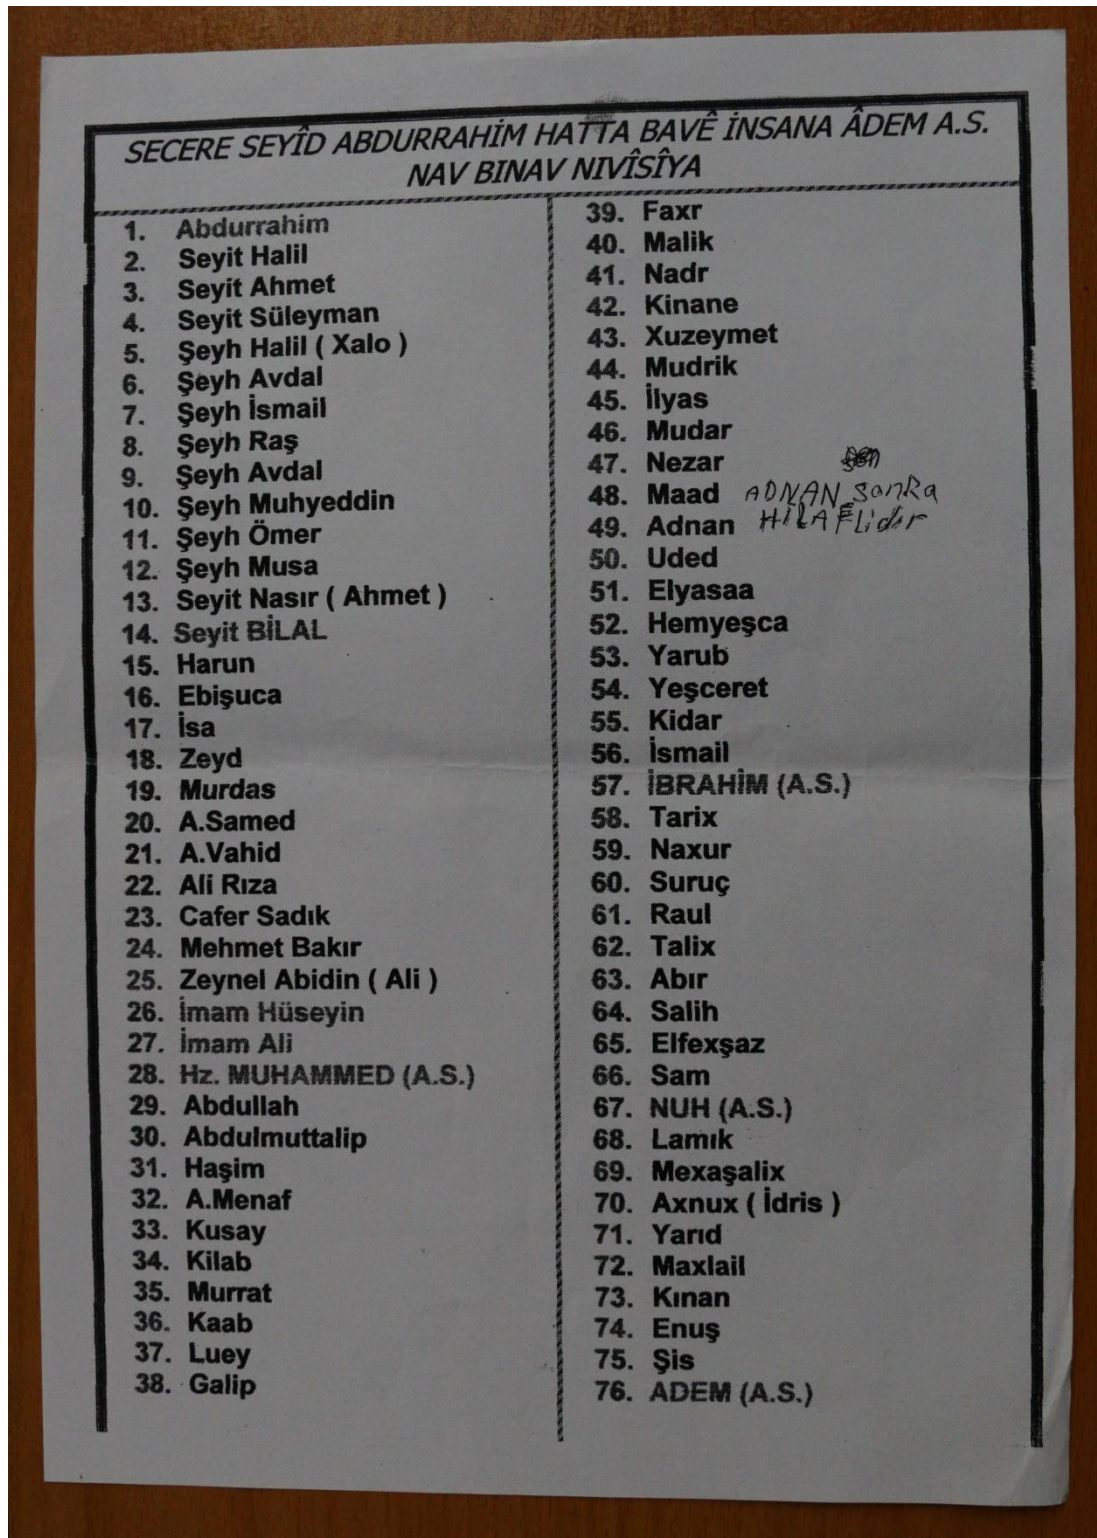 SECERE SEYÎD ABDURRAHİM HATTA BAVÊ İNSANA ÂDEM A.S.
NAV BINAV NIVÎSÎYA
1. Abdurrahim
2. Seyit Halil
3. Seyit Ahmet
4. Seyit Süleyman
5. Şeyh Halil ( Xalo )
6. Şeyh Avdal
7. Şeyh İsmail
8. Şeyh Raş
9. Şeyh Avdal
10. Şeyh Muhyeddin
11. Şeyh Ömer
12. Şeyh Musa
13. Seyit Nasır ( Ahmet )
14. Seyit BİLAL
15. Harun
16. Ebişuca
17. İsa
18. Zeyd
19. Murdas
20. A.Samed
21. A.Vahid
22. Ali Rıza
23. Cafer Sadık
24. Mehmet Bakır
25. Zeynel Abidin ( Ali )
26. İmam Hüseyin
27. İmam Ali
28. Hz. MUHAMMED (A.S.)
29. Abdullah
30. Abdulmuttalip
31. Haşim
32. A.Menaf
33. Kusay
34. Kilab
35. Murrat
36. Kaab
37. Luey
38. Galip
39. Faxr
40. Malik
41. Nadr
42. Kinane
43. Xuzeymet
44. Mudrik
45. İlyas
46. Mudar
47. Nezar
48. Maad
ADNAN sonRa
HİLAFlidir
49. Adnan
50. Uded
51. Elyasaa
52. Hemyeşca
53. Yarub
54. Yeşceret
55. Kidar
56. İsmail
57. İBRAHİM (A.S.)
58. Tarix
59. Naxur
60. Suruç
61. Raul
62. Talix
63. Abır
64. Salih
65. Elfexşaz
66. Sam
67. NUH (A.S.)
68. Lamık
69. Mexaşalix
70. Axnux ( İdris )
71. Yarıd
72. Maxlail
73. Kınan
74. Enuş
75. Şis
76. ADEM (A.S.)